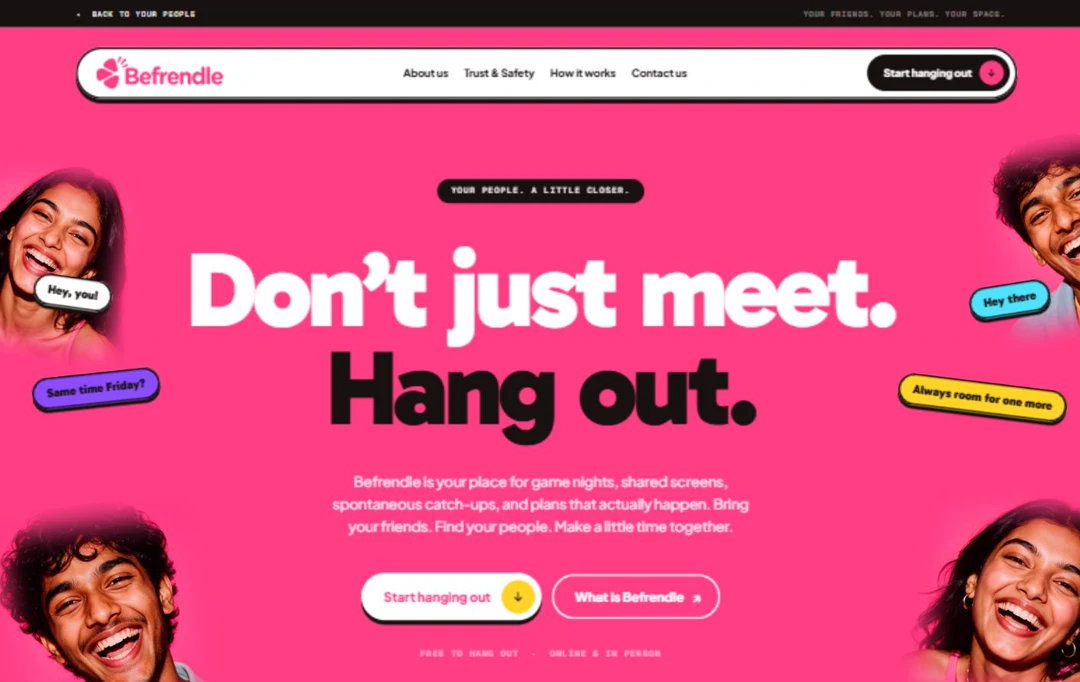 BACK TO YOUR PEOPLE
YOUR FRIENDS. YOUR PLANS. YOUR SPACE.
Befrendle
About us
Trust & Safety
How it works
Contact us
Start hanging out
YOUR PEOPLE. A LITTLE CLOSER.
Don't just meet.
Hang out.
Hey, you!
Hey there
Same time Friday?
Always room for one more
Befrendle is your place for game nights, shared screens,
spontaneous catch-ups, and plans that actually happen. Bring
your friends. Find your people. Make a little time together.
Start hanging out
What is Befrendle
FREE TO HANG OUT - ONLINE & IN PERSON